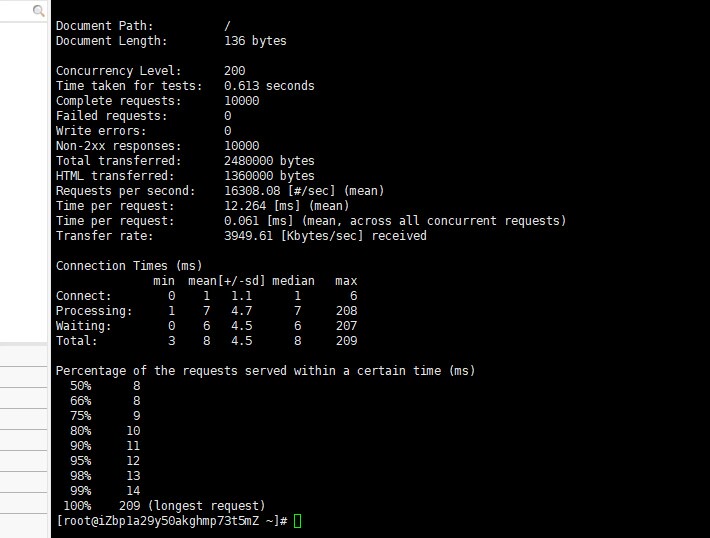 Document Path:          /
Document Length:        136 bytes
Concurrency Level:      200
Time taken for tests:   0.613 seconds
Complete requests:      10000
Failed requests:        0
Write errors:           0
Non-2xx responses:      10000
Total transferred:      2480000 bytes
HTML transferred:       1360000 bytes
Requests per second:    16308.08 [#/sec] (mean)
Time per request:       12.264 [ms] (mean)
Time per request:       0.061 [ms] (mean, across all concurrent requests)
Transfer rate:          3949.61 [Kbytes/sec] received
Connection Times (ms)
              min  mean[+/-sd] median   max
Connect:        0    1   1.1      1       6
Processing:     1    7   4.7      7     208
Waiting:        0    6   4.5      6     207
Total:          3    8   4.5      8     209
Percentage of the requests served within a certain time (ms)
  50%      8
  66%      8
  75%      9
  80%     10
  90%     11
  95%     12
  98%     13
  99%     14
 100%    209 (longest request)
[root@iZbp1a29y50akghmp73t5mZ ~]#